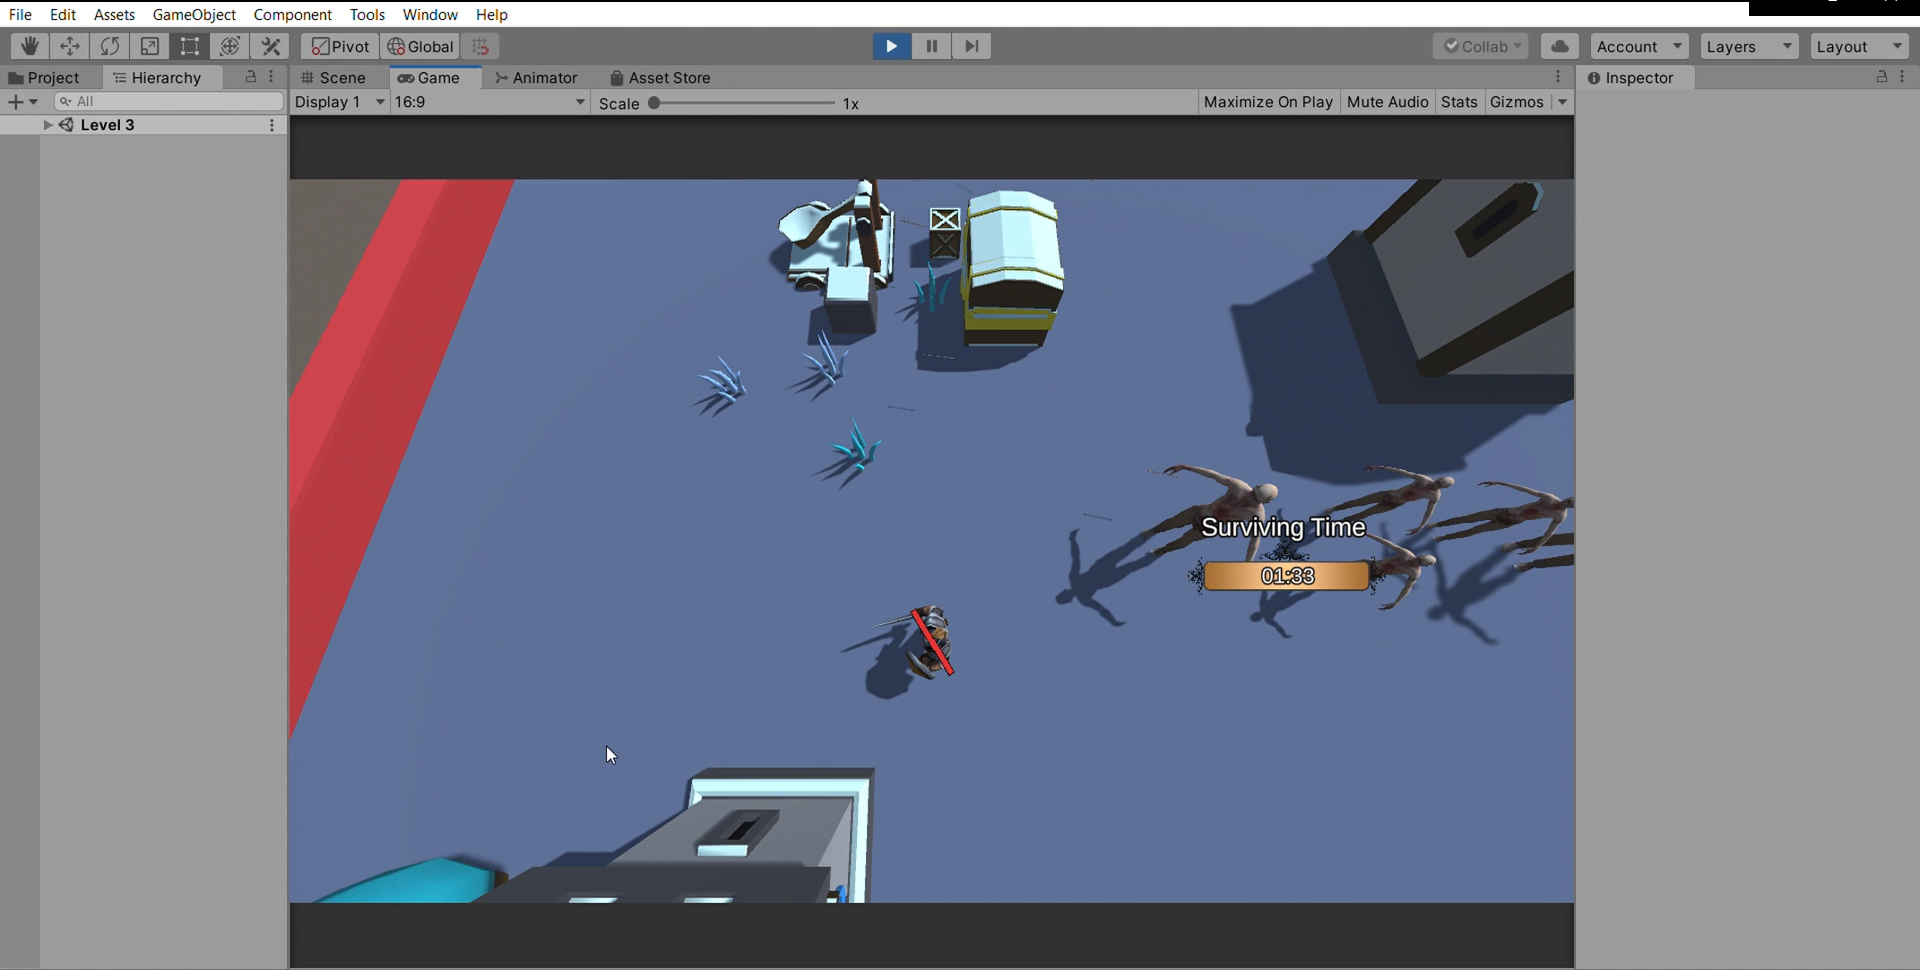 File Edit Assets GameObject Component Tools Window Help
Pivot Global Collab Account Layers Layout
Project Hierarchy Scene Game Animator Asset Store Inspector
All Display 1 16:9 Scale 1x Maximize On Play Mute Audio Stats Gizmos
Level 3
Surviving Time
01:33